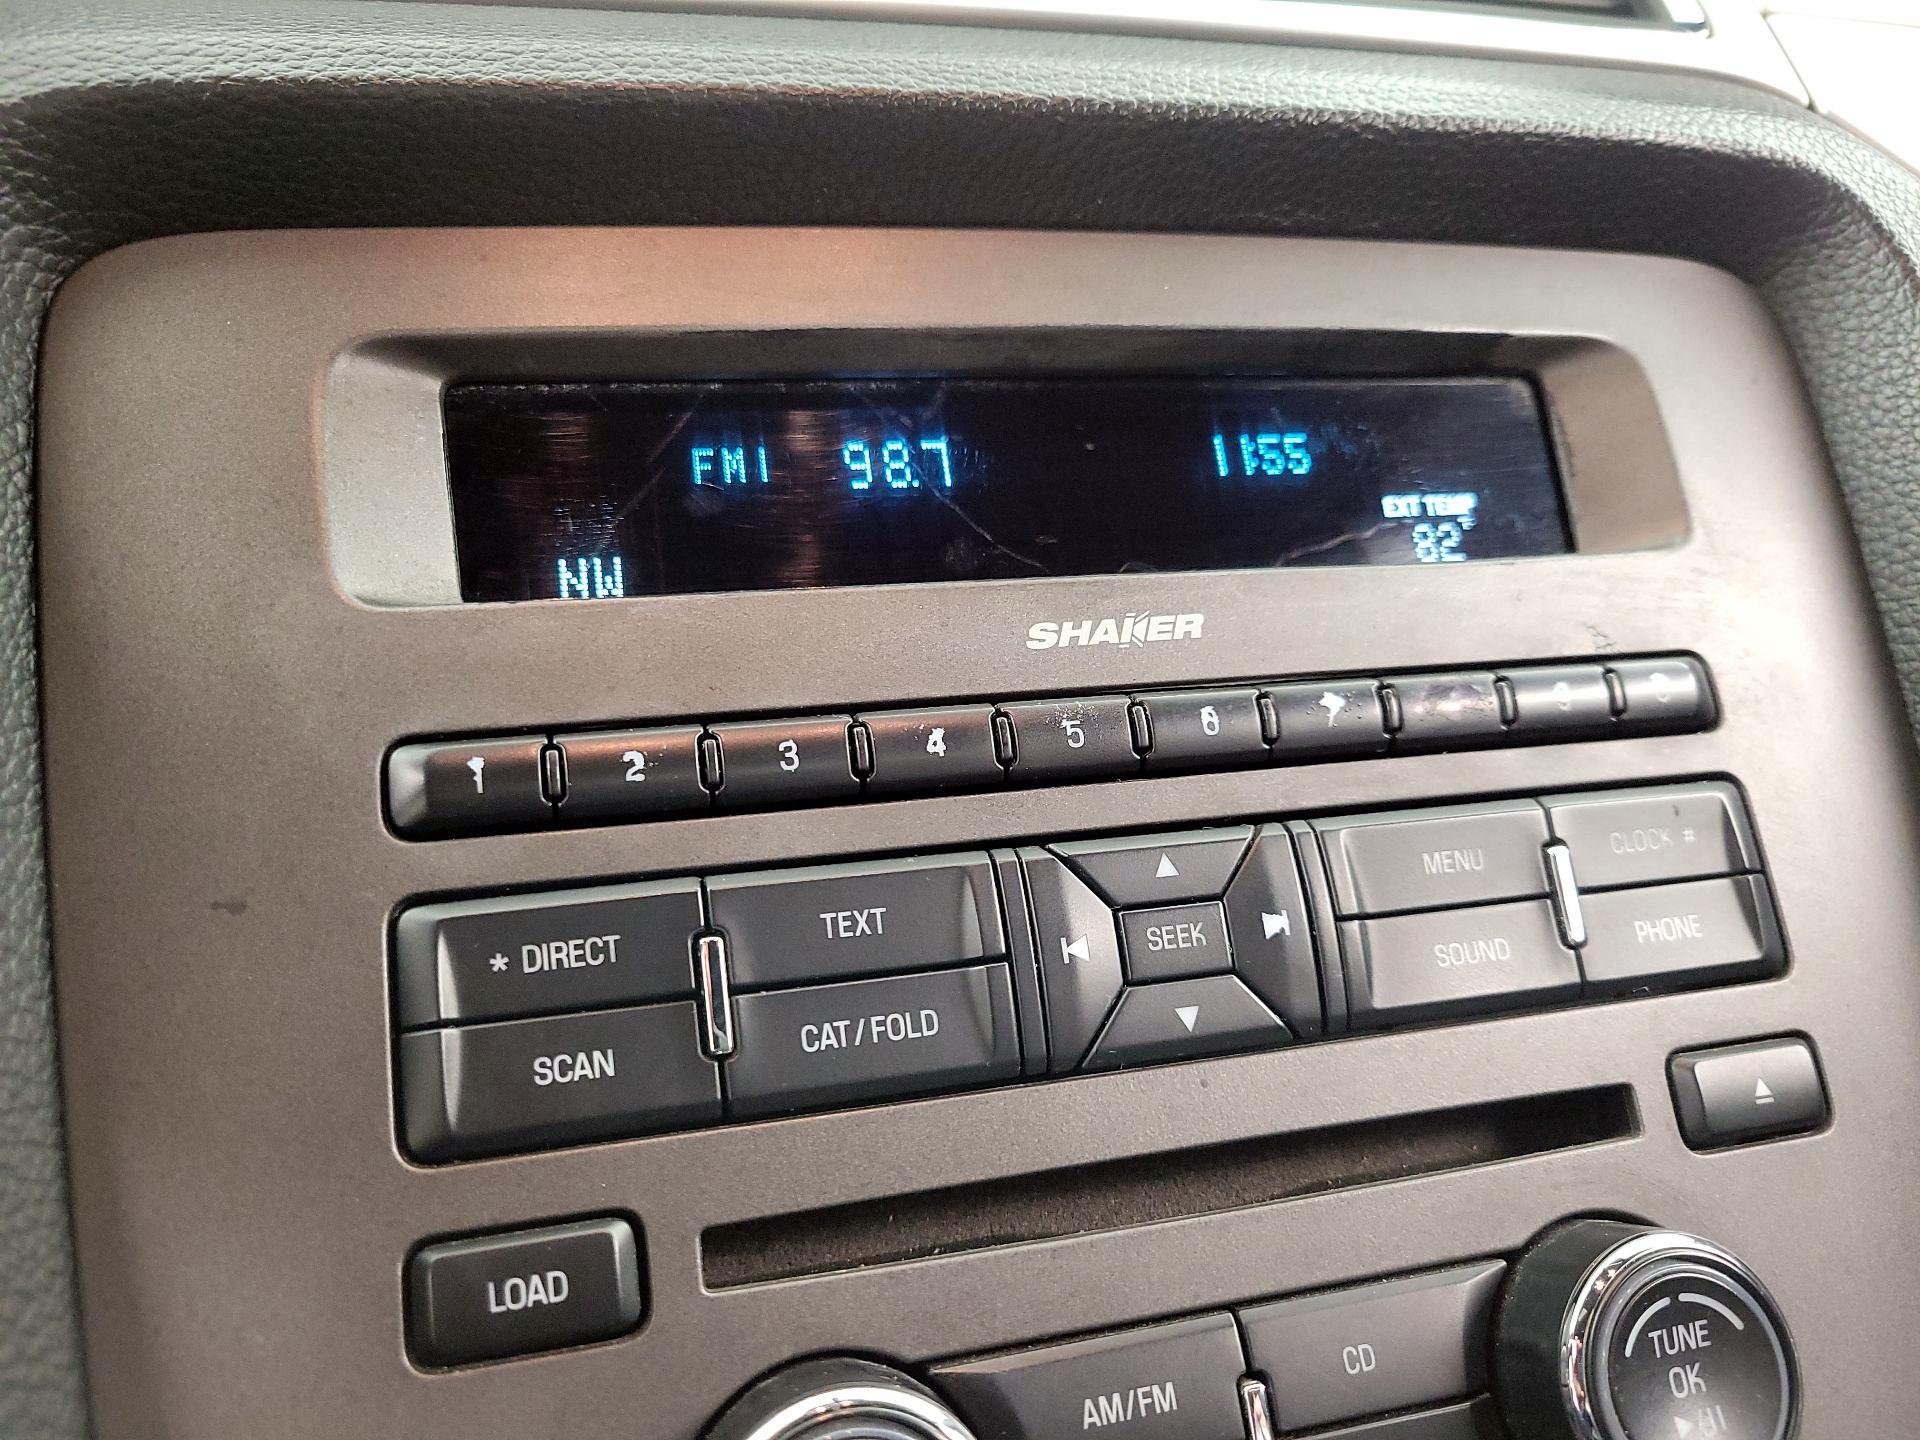 FM1 98.7 11:55
EXT TEMP
82°F
NW
SHAKER
1 2 3 4 5 6
* DIRECT TEXT SEEK MENU CLOCK #
SCAN CAT/FOLD SOUND PHONE
LOAD
AM/FM CD
TUNE
OK